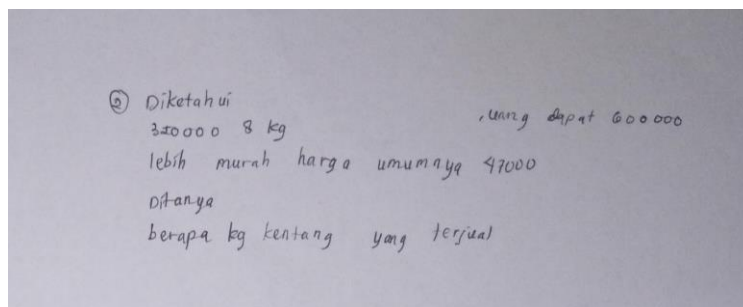 ② Diketahui
320000 8 kg , uang dapat 600000
lebih murah harga umumnya 47000
Ditanya
berapa kg kentang yang terjual